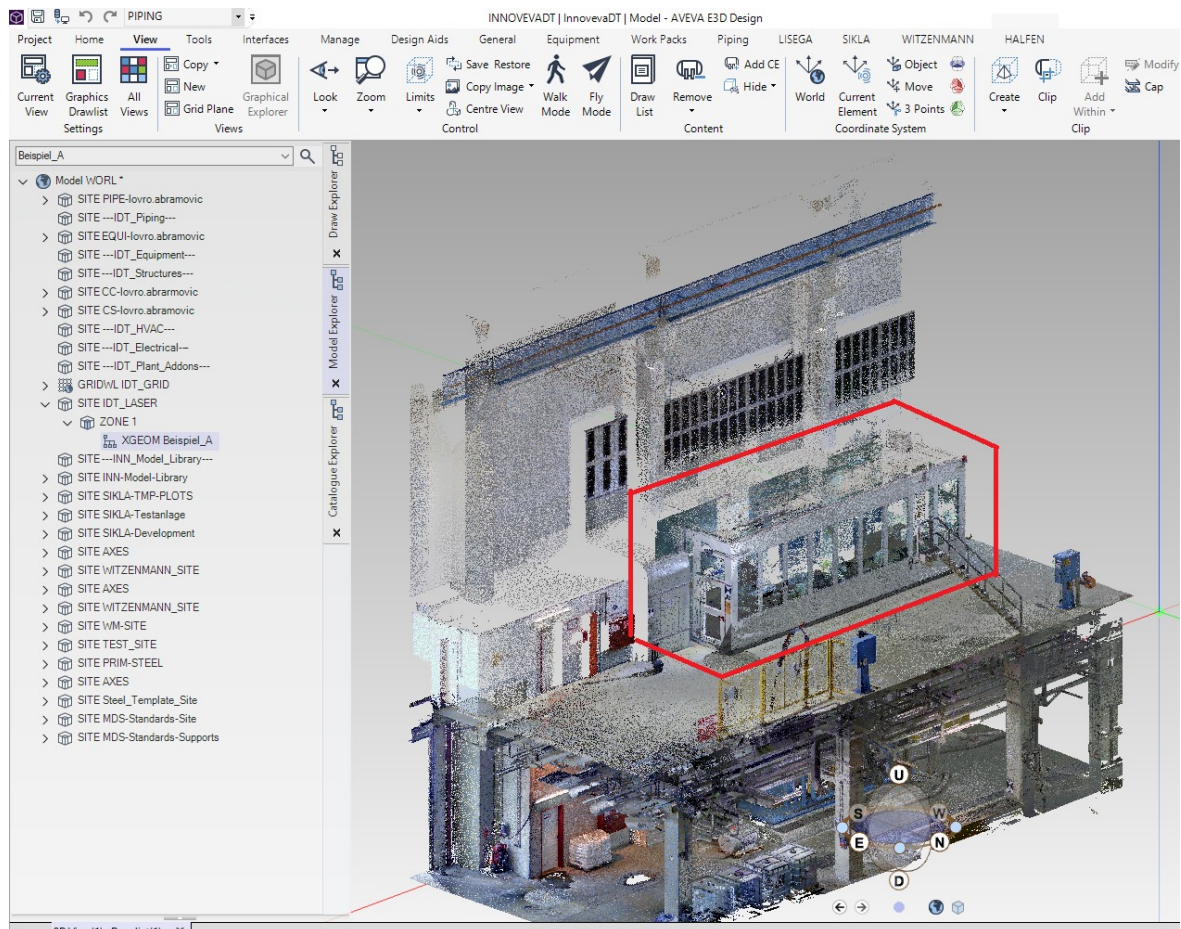 PIPING
INNOVEVADT | InnovevaDT | Model - AVEVA E3D Design
Project Home View Tools Interfaces Manage Design Aids General Equipment Work Packs Piping LISEGA SIKLA WITZENMANN HALFEN
Current View
Graphics Drawlist
All Views
Settings
Copy
New
Grid Plane
Graphical Explorer
Views
Look
Zoom
Limits
Save Restore
Copy Image
Centre View
Walk Mode
Fly Mode
Control
Draw List
Remove
Add CE
Hide
Content
World
Current Element
Object
Move
3 Points
Coordinate System
Create
Clip
Add Within
Modify
Cap
Clip
Beispiel_A
Model WORL *
SITE PIPE-lovro.abramovic
SITE ---IDT_Piping---
SITE EQUI-lovro.abramovic
SITE ---IDT_Equipment---
SITE ---IDT_Structures---
SITE CC-lovro.abrarmovic
SITE CS-lovro.abramovic
SITE ---IDT_HVAC---
SITE ---IDT_Electrical---
SITE ---IDT_Plant_Addons---
GRIDWL IDT_GRID
SITE IDT_LASER
ZONE 1
XGEOM Beispiel_A
SITE ---INN_Model_Library---
SITE INN-Model-Library
SITE SIKLA-TMP-PLOTS
SITE SIKLA-Testanlage
SITE SIKLA-Development
SITE AXES
SITE WITZENMANN_SITE
SITE AXES
SITE WITZENMANN_SITE
SITE WM-SITE
SITE TEST_SITE
SITE PRIM-STEEL
SITE AXES
SITE Steel_Template_Site
SITE MDS-Standards-Site
SITE MDS-Standards-Supports
Draw Explorer
Model Explorer
Catalogue Explorer
U
S W
E N
D